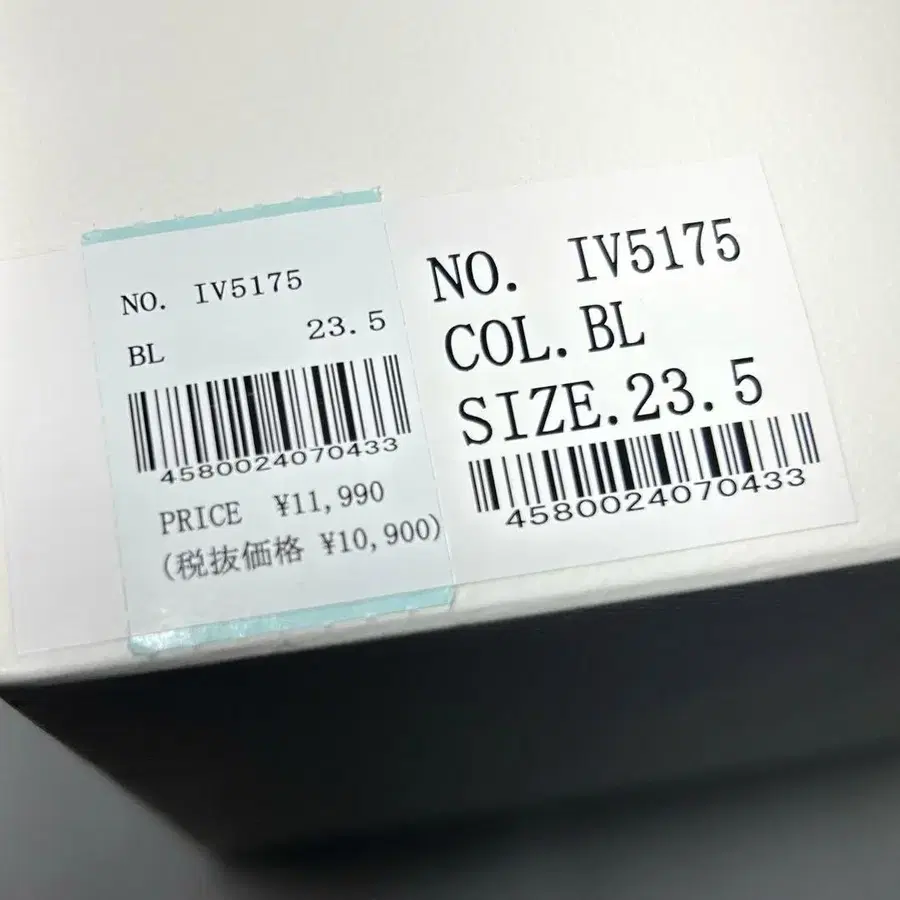 NO. IV5175
BL 23.5
4580024070433
PRICE ¥11,990
(税抜価格 ¥10,900)
NO. IV5175
COL.BL
SIZE.23.5
4580024070433